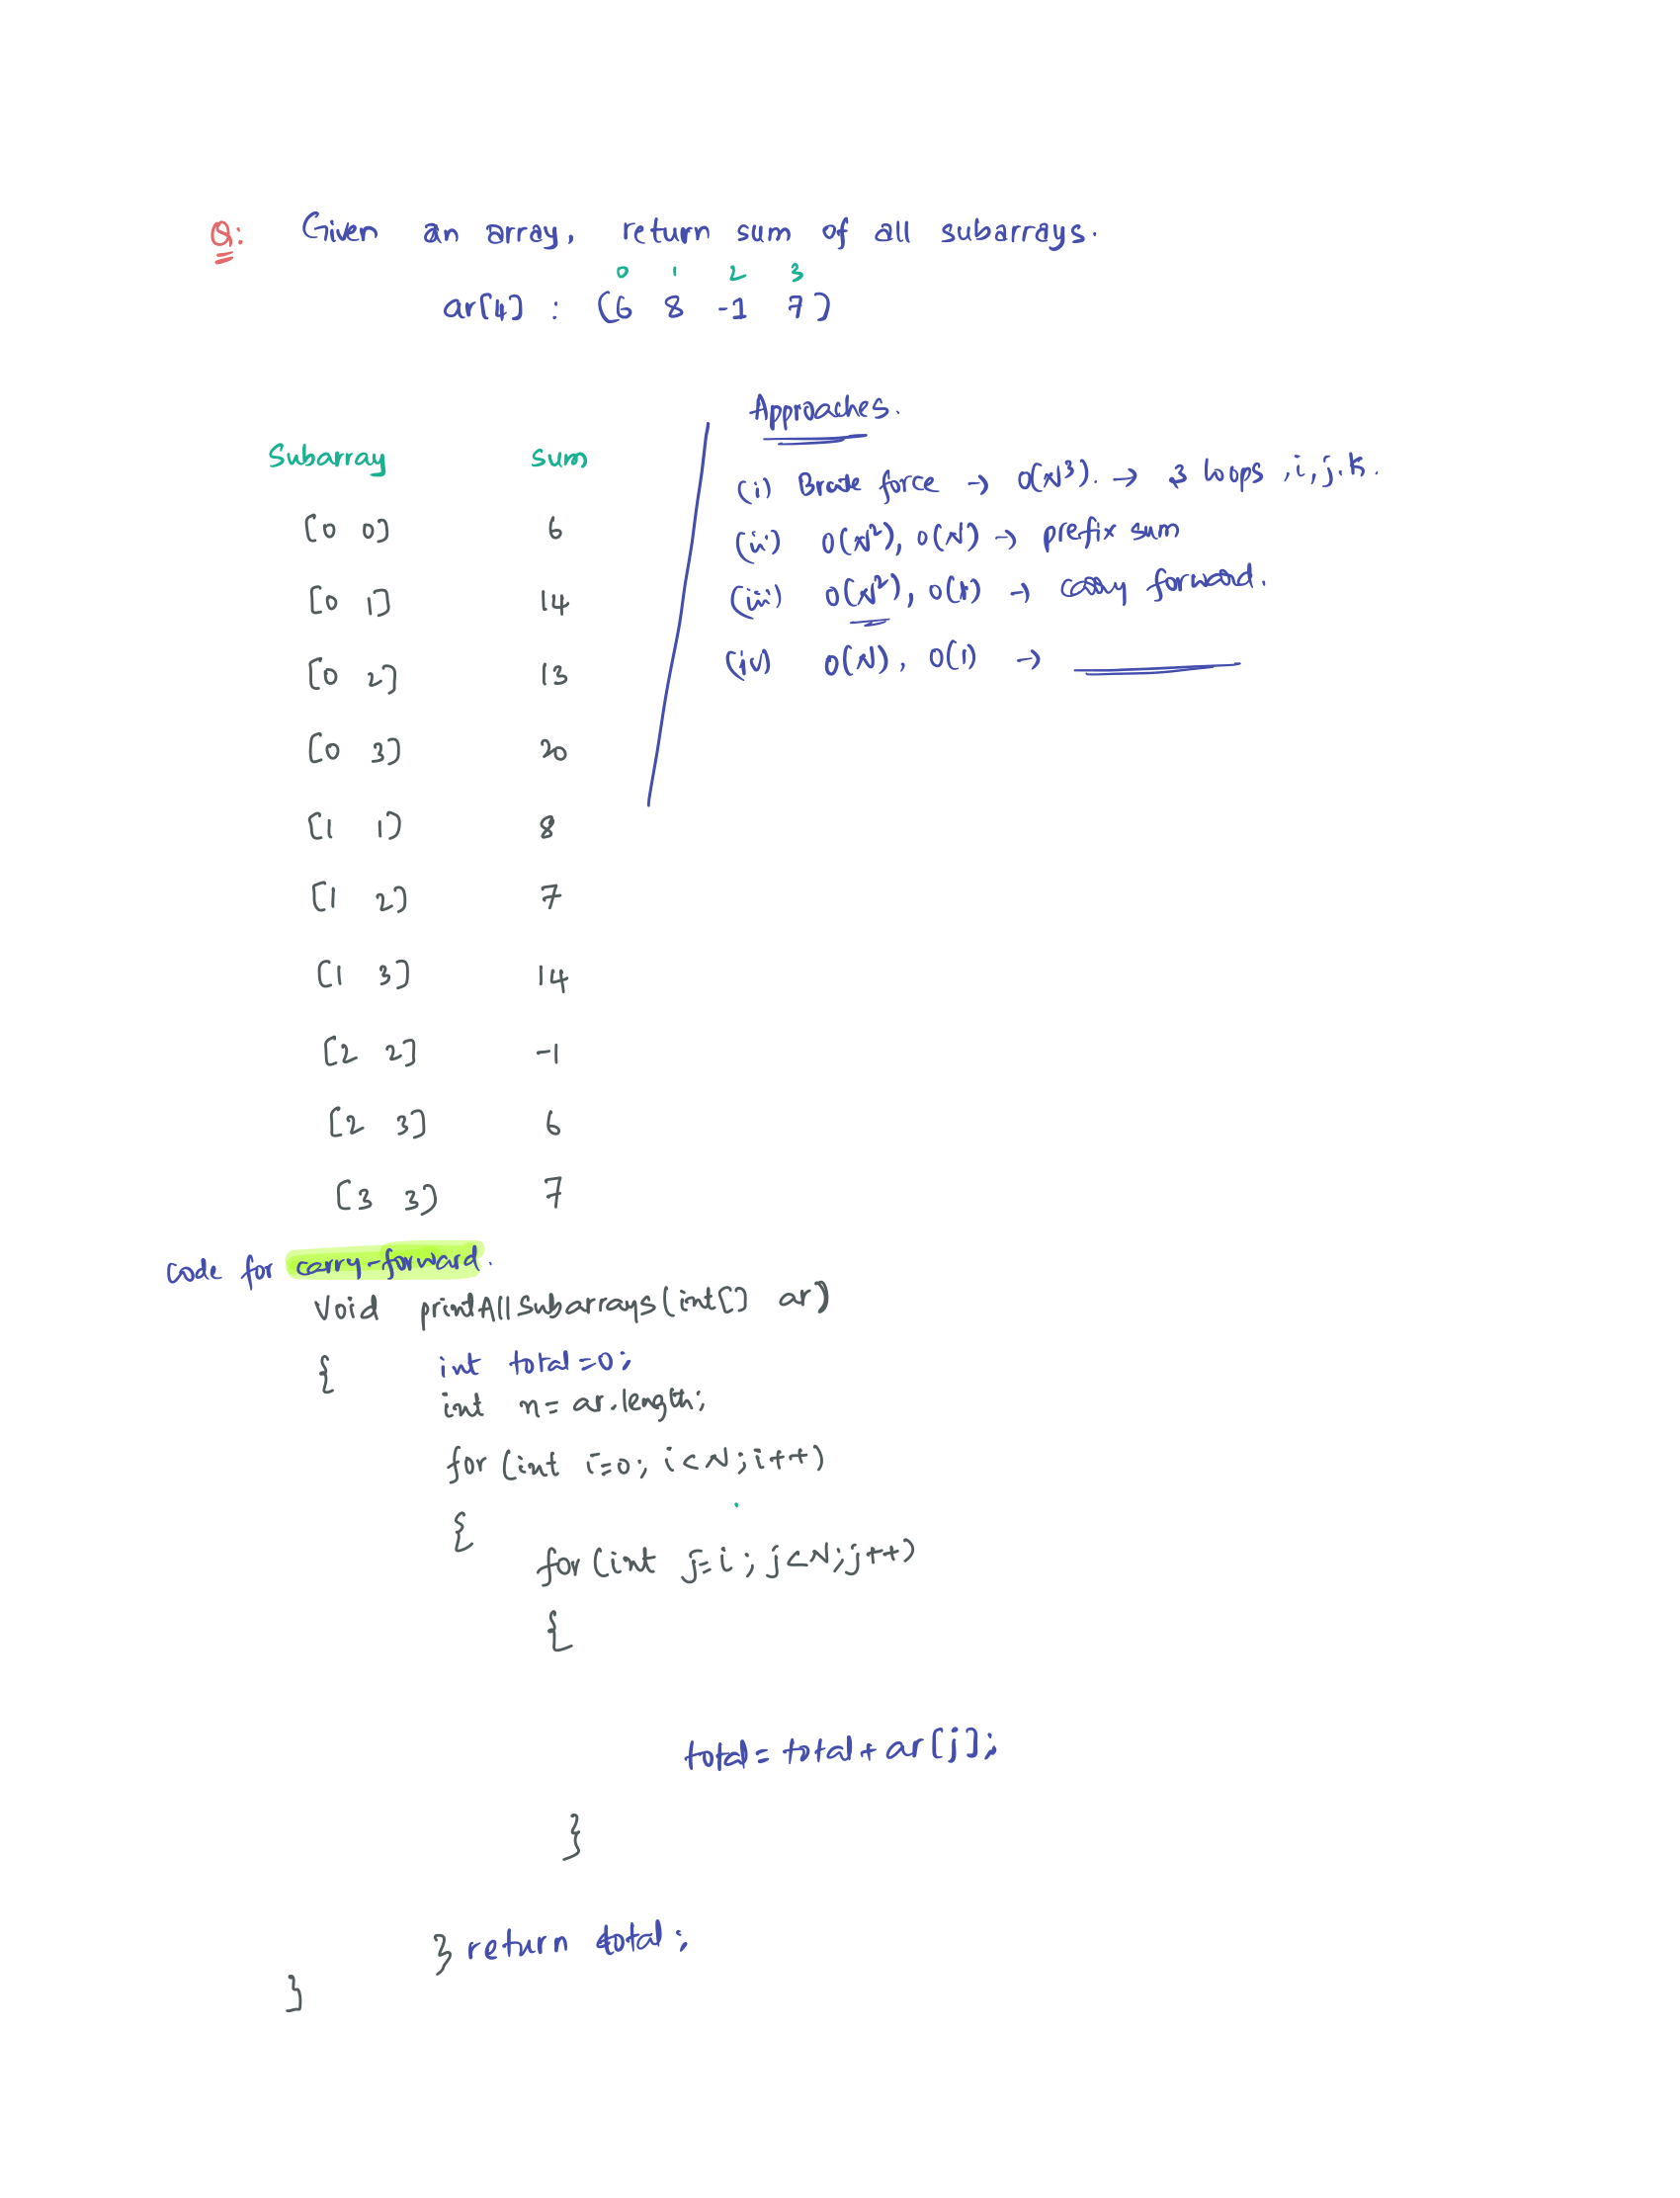 Q: Given an array, return sum of all subarrays.
0 1 2 3
ar[4] : (6 8 -1 7)
Subarray sum
[0 0] 6
[0 1] 14
[0 2] 13
[0 3] 20
[1 1] 8
[1 2] 7
[1 3] 14
[2 2] -1
[2 3] 6
[3 3] 7
Approaches.
(i) Brute force → O(N³). → 3 loops, i, j. k.
(ii) O(N²), O(N) → prefix sum
(iii) O(N²), O(1) → carry forward.
(iv) O(N), O(1) →
Code for carry-forward.
Void printAllSubarrays(int[] ar)
{ int total=0;
int n= ar.length;
for (int i=0; i<N; i++)
{
for (int j=i; j<N; j++)
{
total= total+ ar[j];
}
} return total;
}